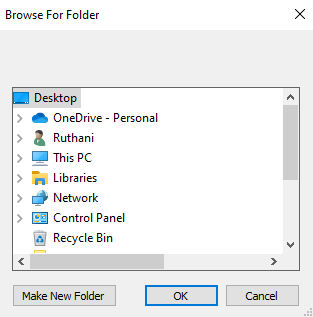 Browse For Folder
Desktop
OneDrive - Personal
Ruthani
This PC
Libraries
Network
Control Panel
Recycle Bin
Make New Folder
OK
Cancel